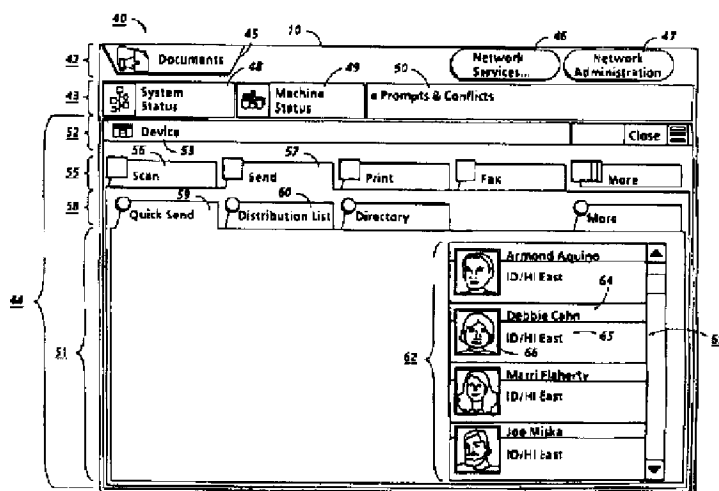 40
10
45
46
47
42
Documents
Network Services...
Network Administration
48
49
50
43
System Status
Machine Status
Prompts & Conflicts
52
Device
Close
53
56
57
55
Scan
Send
Print
Fax
More
59
60
58
Quick Send
Distribution List
Directory
More
Armond Aquino
ID/HI East
64
Debbie Cahn
ID/HI East
65
66
44
51
62
Marri Flaherty
ID/HI East
Joe Mijka
ID/HI East